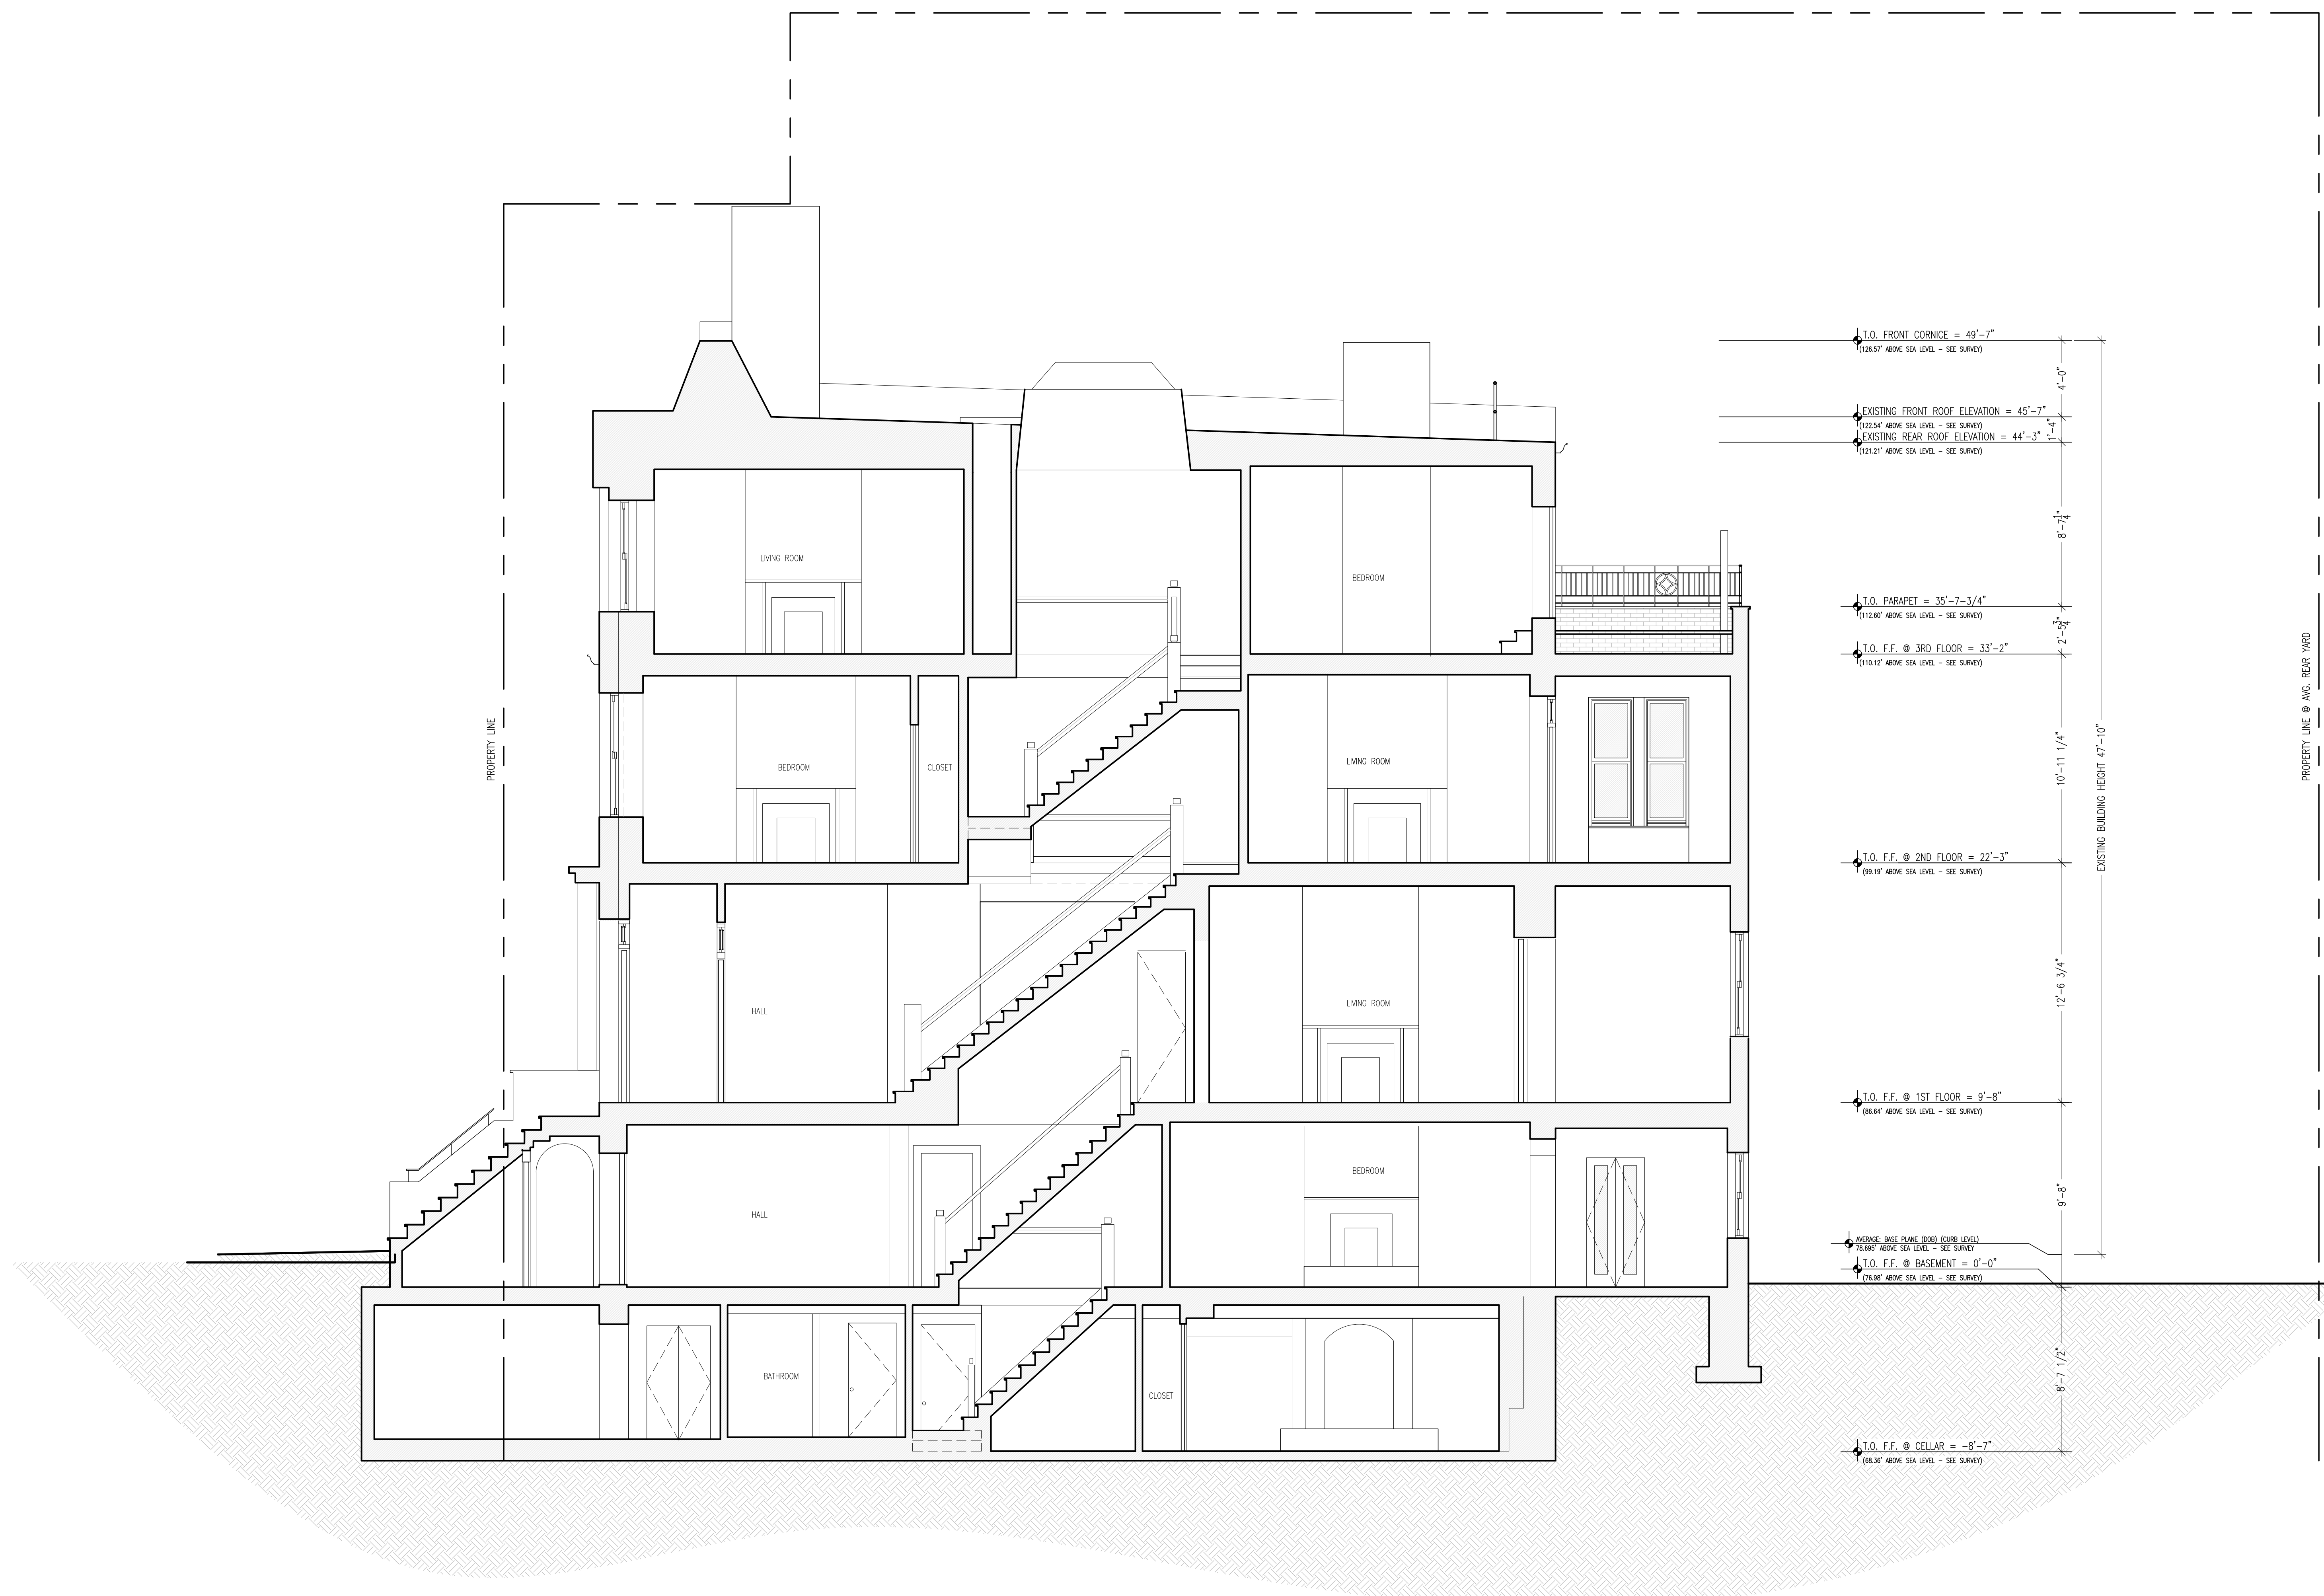 T.O. FRONT CORNICE = 49'-7"
(126.57' ABOVE SEA LEVEL - SEE SURVEY)
4'-0"
EXISTING FRONT ROOF ELEVATION = 45'-7"
(122.54' ABOVE SEA LEVEL - SEE SURVEY)
1'-4"
EXISTING REAR ROOF ELEVATION = 44'-3"
(121.21' ABOVE SEA LEVEL - SEE SURVEY)
8'-7 1/4"
LIVING ROOM
BEDROOM
T.O. PARAPET = 35'-7-3/4"
(112.60' ABOVE SEA LEVEL - SEE SURVEY)
2'-5 3/4"
T.O. F.F. @ 3RD FLOOR = 33'-2"
(110.12' ABOVE SEA LEVEL - SEE SURVEY)
PROPERTY LINE
PROPERTY LINE @ AVG. REAR YARD
BEDROOM
CLOSET
LIVING ROOM
10'-11 1/4"
EXISTING BUILDING HEIGHT 47'-10"
T.O. F.F. @ 2ND FLOOR = 22'-3"
(99.19' ABOVE SEA LEVEL - SEE SURVEY)
12'-6 3/4"
HALL
LIVING ROOM
T.O. F.F. @ 1ST FLOOR = 9'-8"
(86.64' ABOVE SEA LEVEL - SEE SURVEY)
9'-8"
HALL
BEDROOM
AVERAGE: BASE PLANE (DOB) (CURB LEVEL)
78.695' ABOVE SEA LEVEL - SEE SURVEY
T.O. F.F. @ BASEMENT = 0'-0"
(76.98' ABOVE SEA LEVEL - SEE SURVEY)
8'-7 1/2"
BATHROOM
CLOSET
T.O. F.F. @ CELLAR = -8'-7"
(68.36' ABOVE SEA LEVEL - SEE SURVEY)